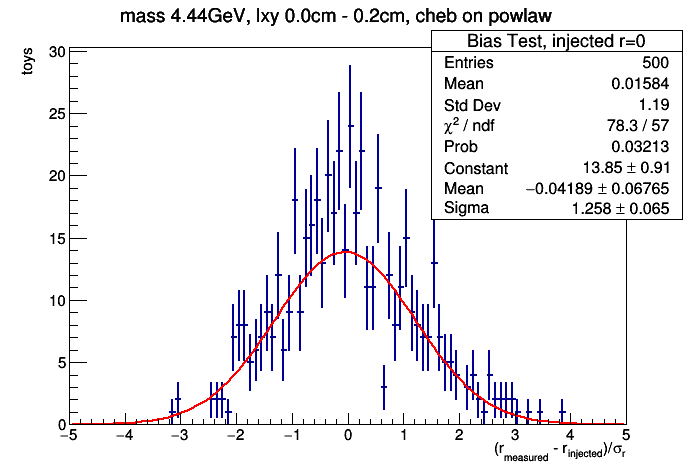 mass 4.44GeV, lxy 0.0cm - 0.2cm, cheb on powlaw
Bias Test, injected r=0
Entries 500
Mean 0.01584
Std Dev 1.19
χ² / ndf 78.3 / 57
Prob 0.03213
Constant 13.85 ± 0.91
Mean −0.04189 ± 0.06765
Sigma 1.258 ± 0.065
toys
30
25
20
15
10
5
0
−5 −4 −3 −2 −1 0 1 2 3 4 5
(r_measured - r_injected)/σ_r